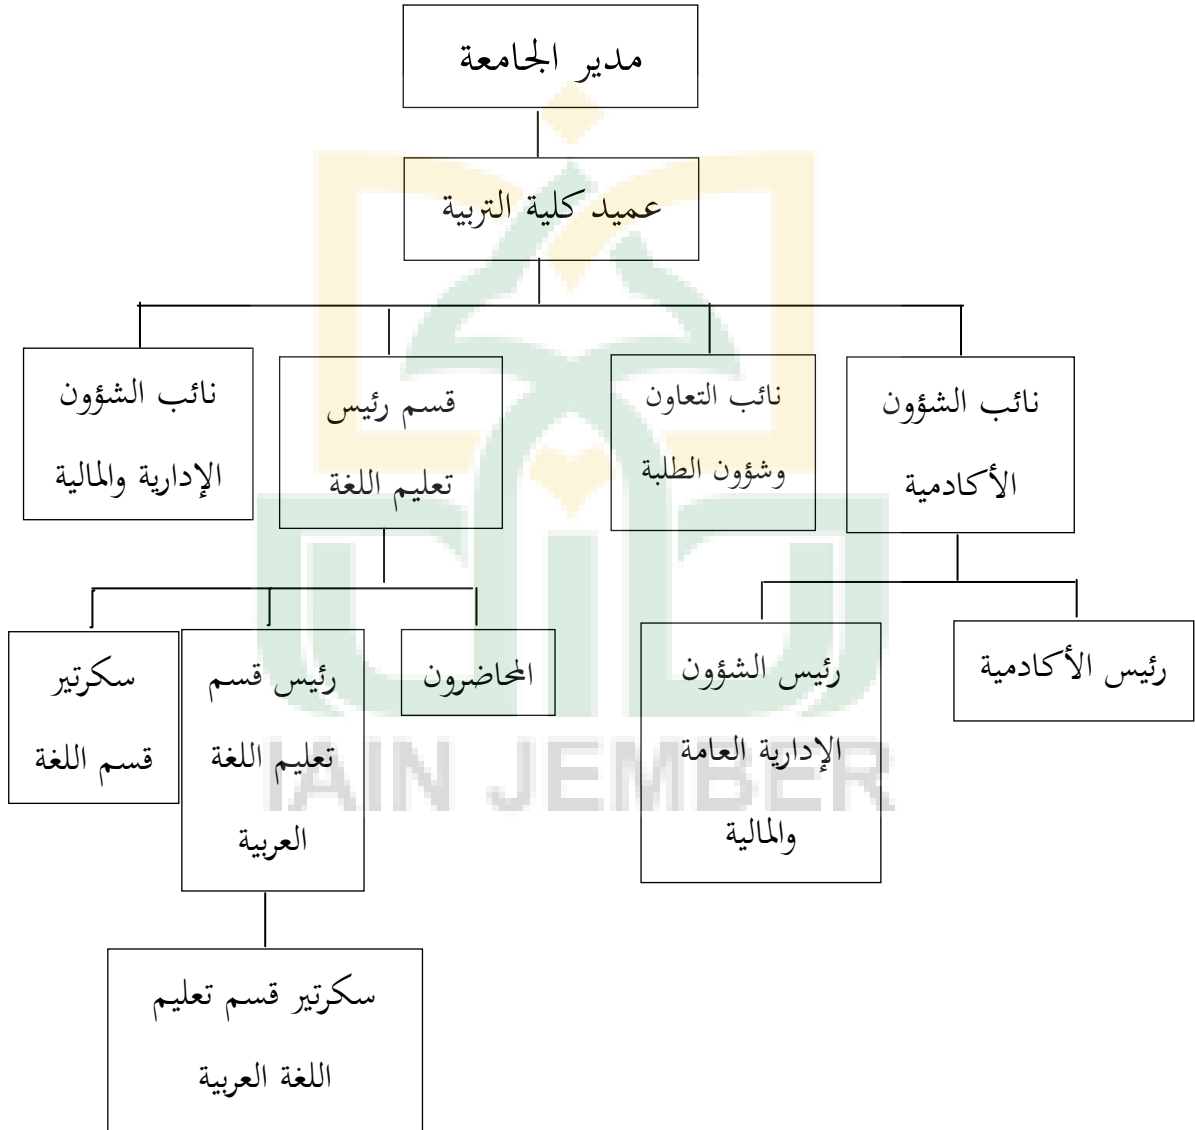 مدير الجامعة
عميد كلية التربية
نائب الشؤون
الأكادمية
نائب التعاون
وشؤون الطلبة
قسم رئيس
تعليم اللغة
نائب الشؤون
الإدارية والمالية
رئيس الأكادمية
رئيس الشؤون
الإدارية العامة
والمالية
المحاضرون
رئيس قسم
تعليم اللغة
العربية
سكرتير
قسم اللغة
سكرتير قسم تعليم
اللغة العربية
IAIN JEMBER